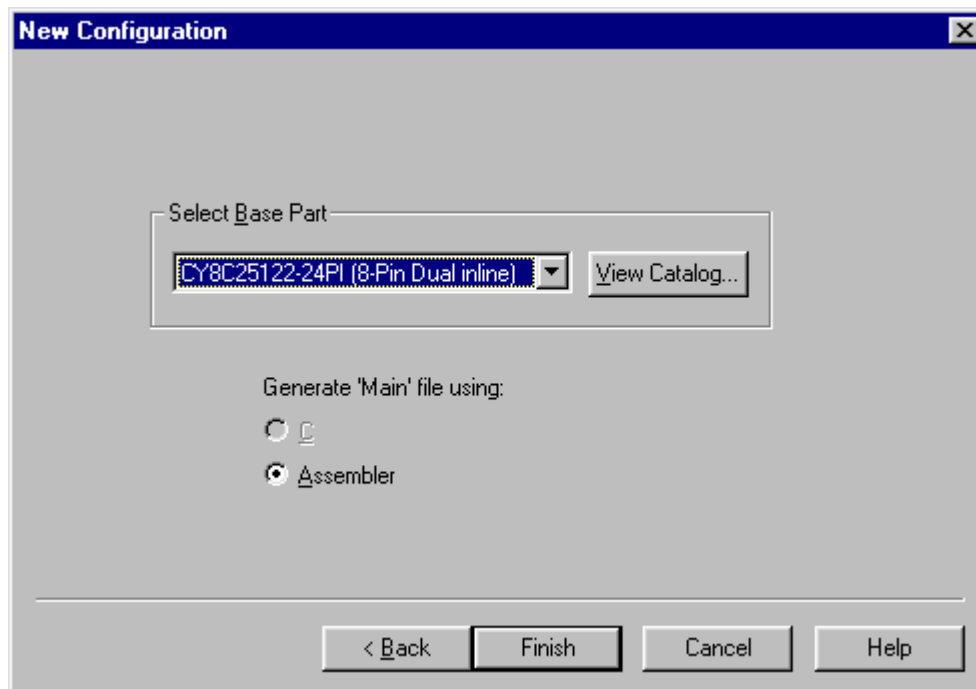 New Configuration
Select Base Part
CY8C25122-24PI (8-Pin Dual inline)
View Catalog...
Generate 'Main' file using:
C
Assembler
< Back
Finish
Cancel
Help